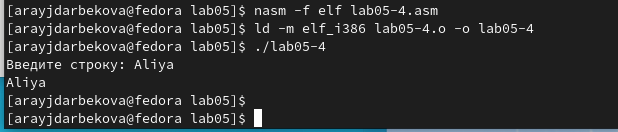 [arayjdarbekova@fedora lab05]$ nasm -f elf lab05-4.asm
[arayjdarbekova@fedora lab05]$ ld -m elf_i386 lab05-4.o -o lab05-4
[arayjdarbekova@fedora lab05]$ ./lab05-4
Введите строку: Aliya
Aliya
[arayjdarbekova@fedora lab05]$
[arayjdarbekova@fedora lab05]$